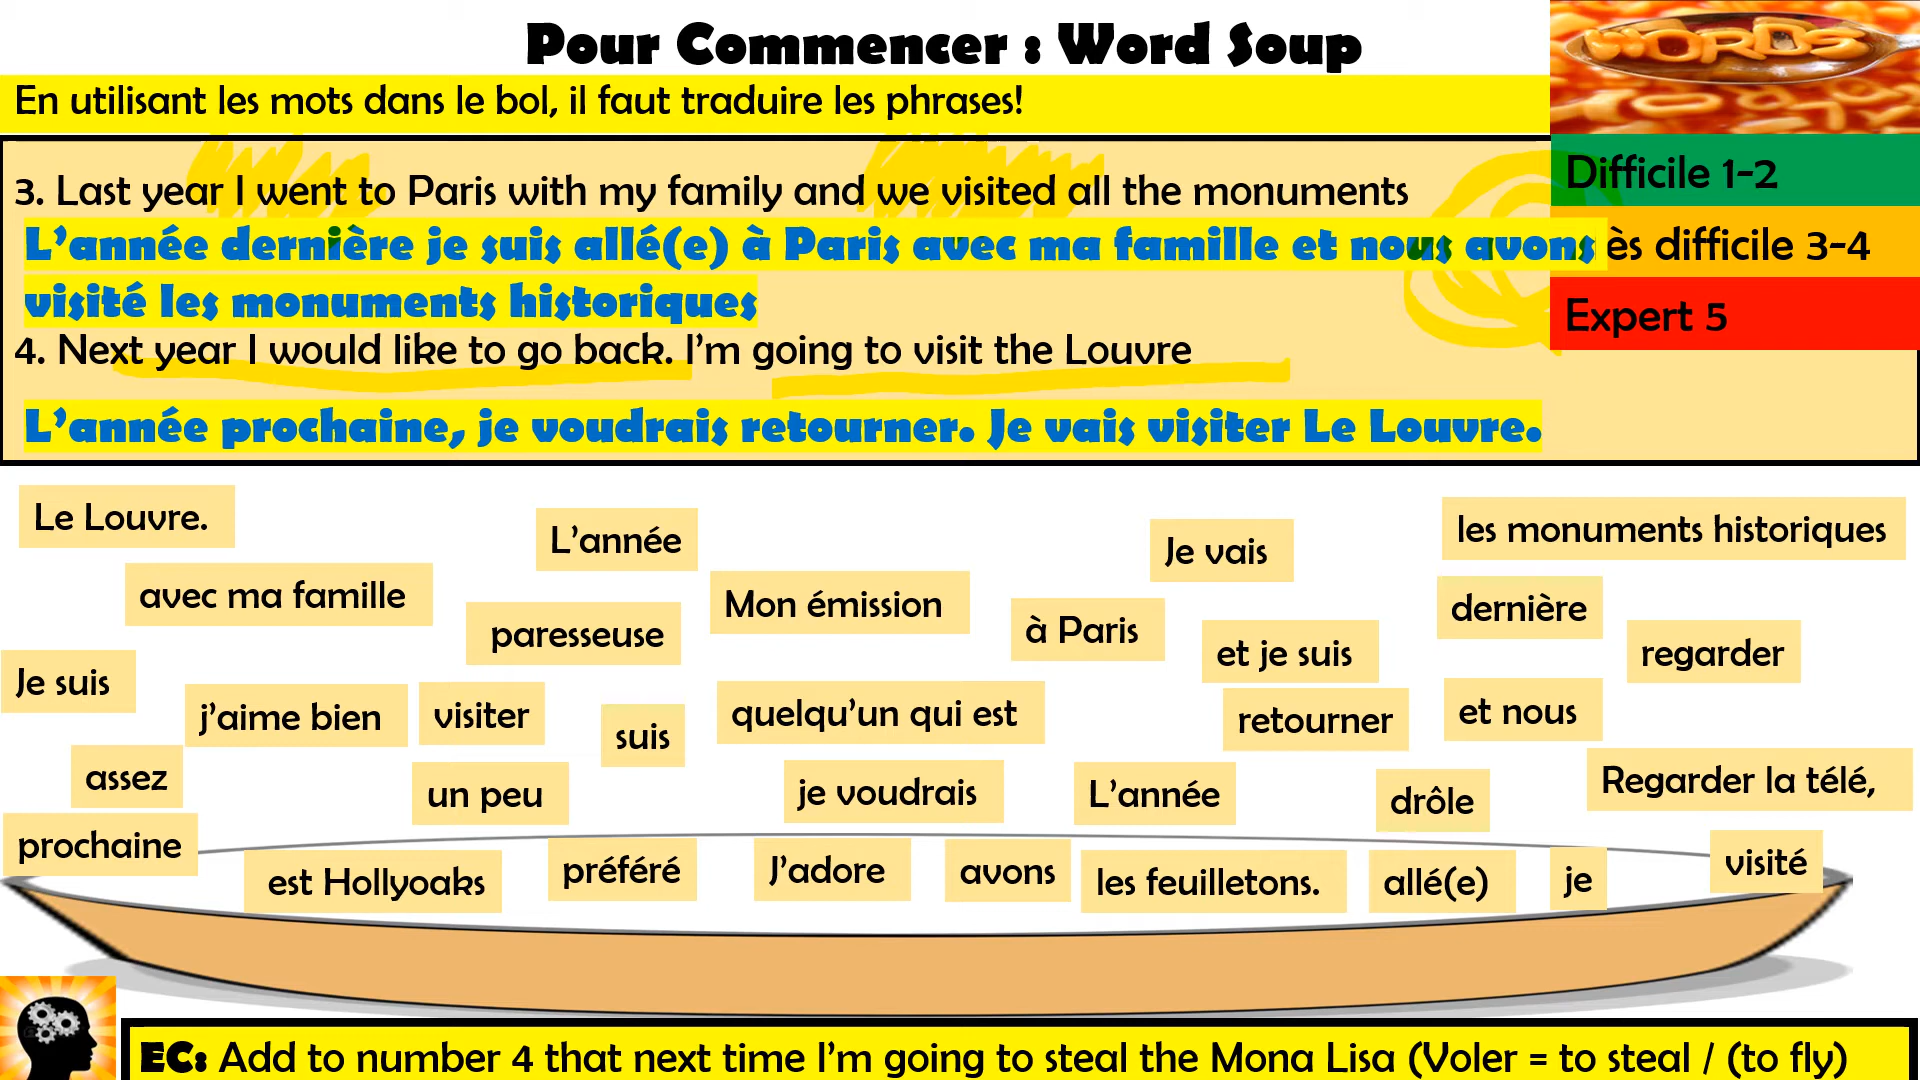 Pour Commencer : Word Soup
WORDS
En utilisant les mots dans le bol, il faut traduire les phrases!
Difficile 1-2
3. Last year I went to Paris with my family and we visited all the monuments
L'année dernière je suis allé(e) à Paris avec ma famille et nous avons
ès difficile 3-4
visité les monuments historiques
Expert 5
4. Next year I would like to go back. I'm going to visit the Louvre
L'année prochaine, je voudrais retourner. Je vais visiter Le Louvre.
Le Louvre.
L'année
Je vais
les monuments historiques
avec ma famille
Mon émission
dernière
paresseuse
à Paris
et je suis
regarder
Je suis
j'aime bien
visiter
suis
quelqu'un qui est
retourner
et nous
assez
un peu
je voudrais
L'année
drôle
Regarder la télé,
prochaine
est Hollyoaks
préféré
J'adore
avons
les feuilletons.
allé(e)
je
visité
EC: Add to number 4 that next time I'm going to steal the Mona Lisa (Voler = to steal / (to fly)